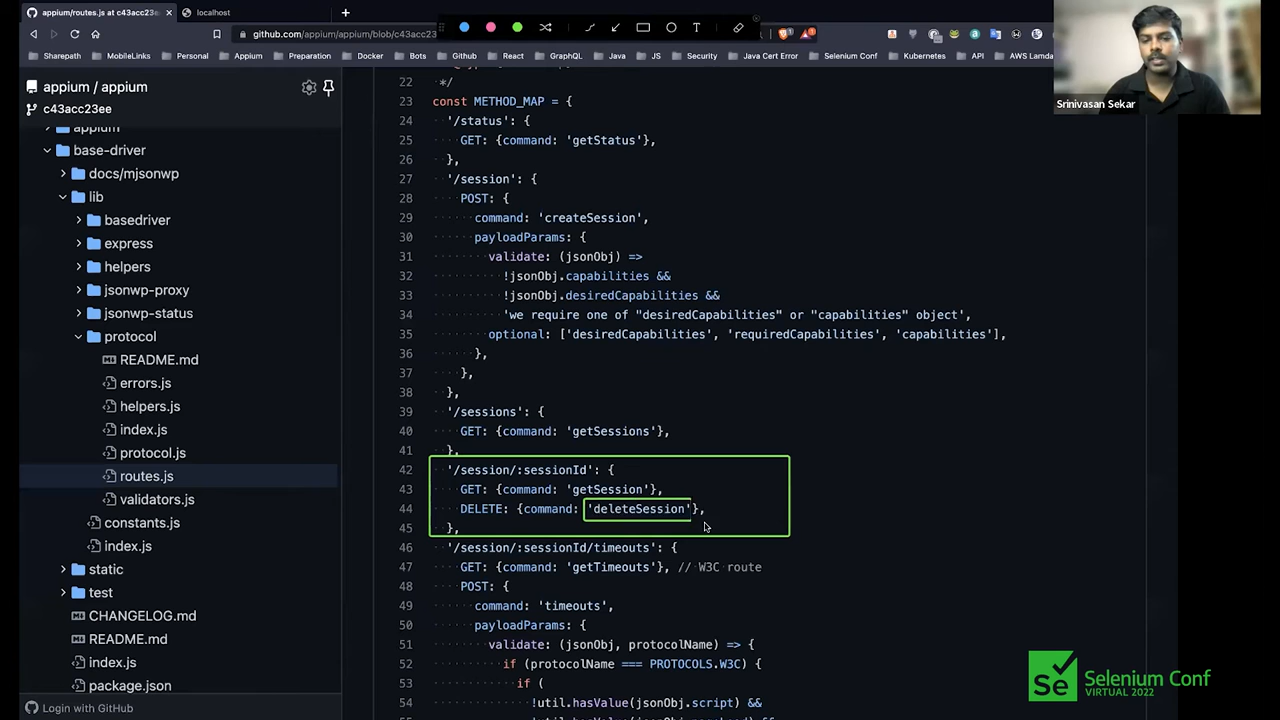 appium/routes.js at c43acc23ee
localhost
github.com/appium/appium/blob/c43acc23
Sharepath
MobileLinks
Personal
Appium
Preparation
Docker
Bots
Github
React
GraphQL
Java
JS
Security
Java Cert Error
Selenium Conf
Kubernetes
API
AWS Lamda
Srinivasan Sekar
appium / appium
c43acc23ee
appium
base-driver
docs/mjsonwp
lib
basedriver
express
helpers
jsonwp-proxy
jsonwp-status
protocol
README.md
errors.js
helpers.js
index.js
protocol.js
routes.js
validators.js
constants.js
index.js
static
test
CHANGELOG.md
README.md
index.js
package.json
Login with GitHub
22 */
23 const METHOD_MAP = {
24 '/status': {
25 GET: {command: 'getStatus'},
26 },
27 '/session': {
28 POST: {
29 command: 'createSession',
30 payloadParams: {
31 validate: (jsonObj) =>
32 !jsonObj.capabilities &&
33 !jsonObj.desiredCapabilities &&
34 'we require one of "desiredCapabilities" or "capabilities" object',
35 optional: ['desiredCapabilities', 'requiredCapabilities', 'capabilities'],
36 },
37 },
38 },
39 '/sessions': {
40 GET: {command: 'getSessions'},
41 },
42 '/session/:sessionId': {
43 GET: {command: 'getSession'},
44 DELETE: {command: 'deleteSession'},
45 },
46 '/session/:sessionId/timeouts': {
47 GET: {command: 'getTimeouts'}, // W3C route
48 POST: {
49 command: 'timeouts',
50 payloadParams: {
51 validate: (jsonObj, protocolName) => {
52 if (protocolName === PROTOCOLS.W3C) {
53 if (
54 !util.hasValue(jsonObj.script) &&
Se Selenium Conf
VIRTUAL 2022